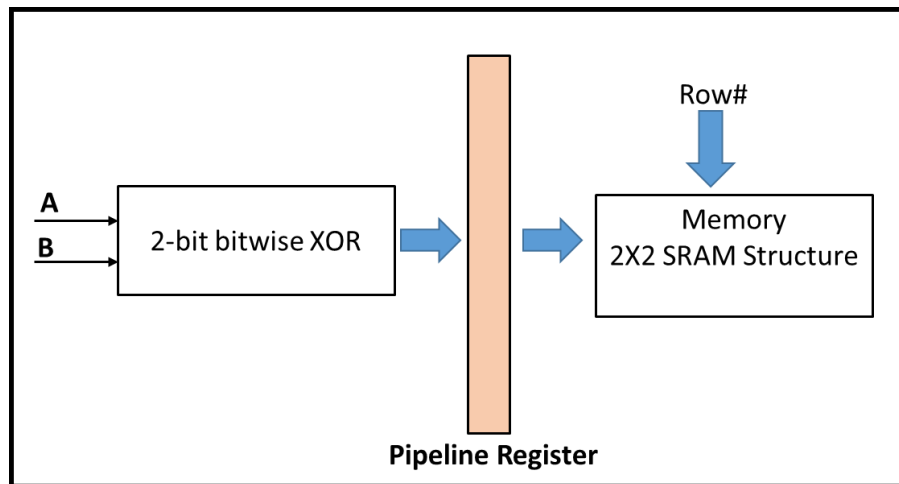 A
B
2-bit bitwise XOR
Pipeline Register
Row#
Memory
2X2 SRAM Structure